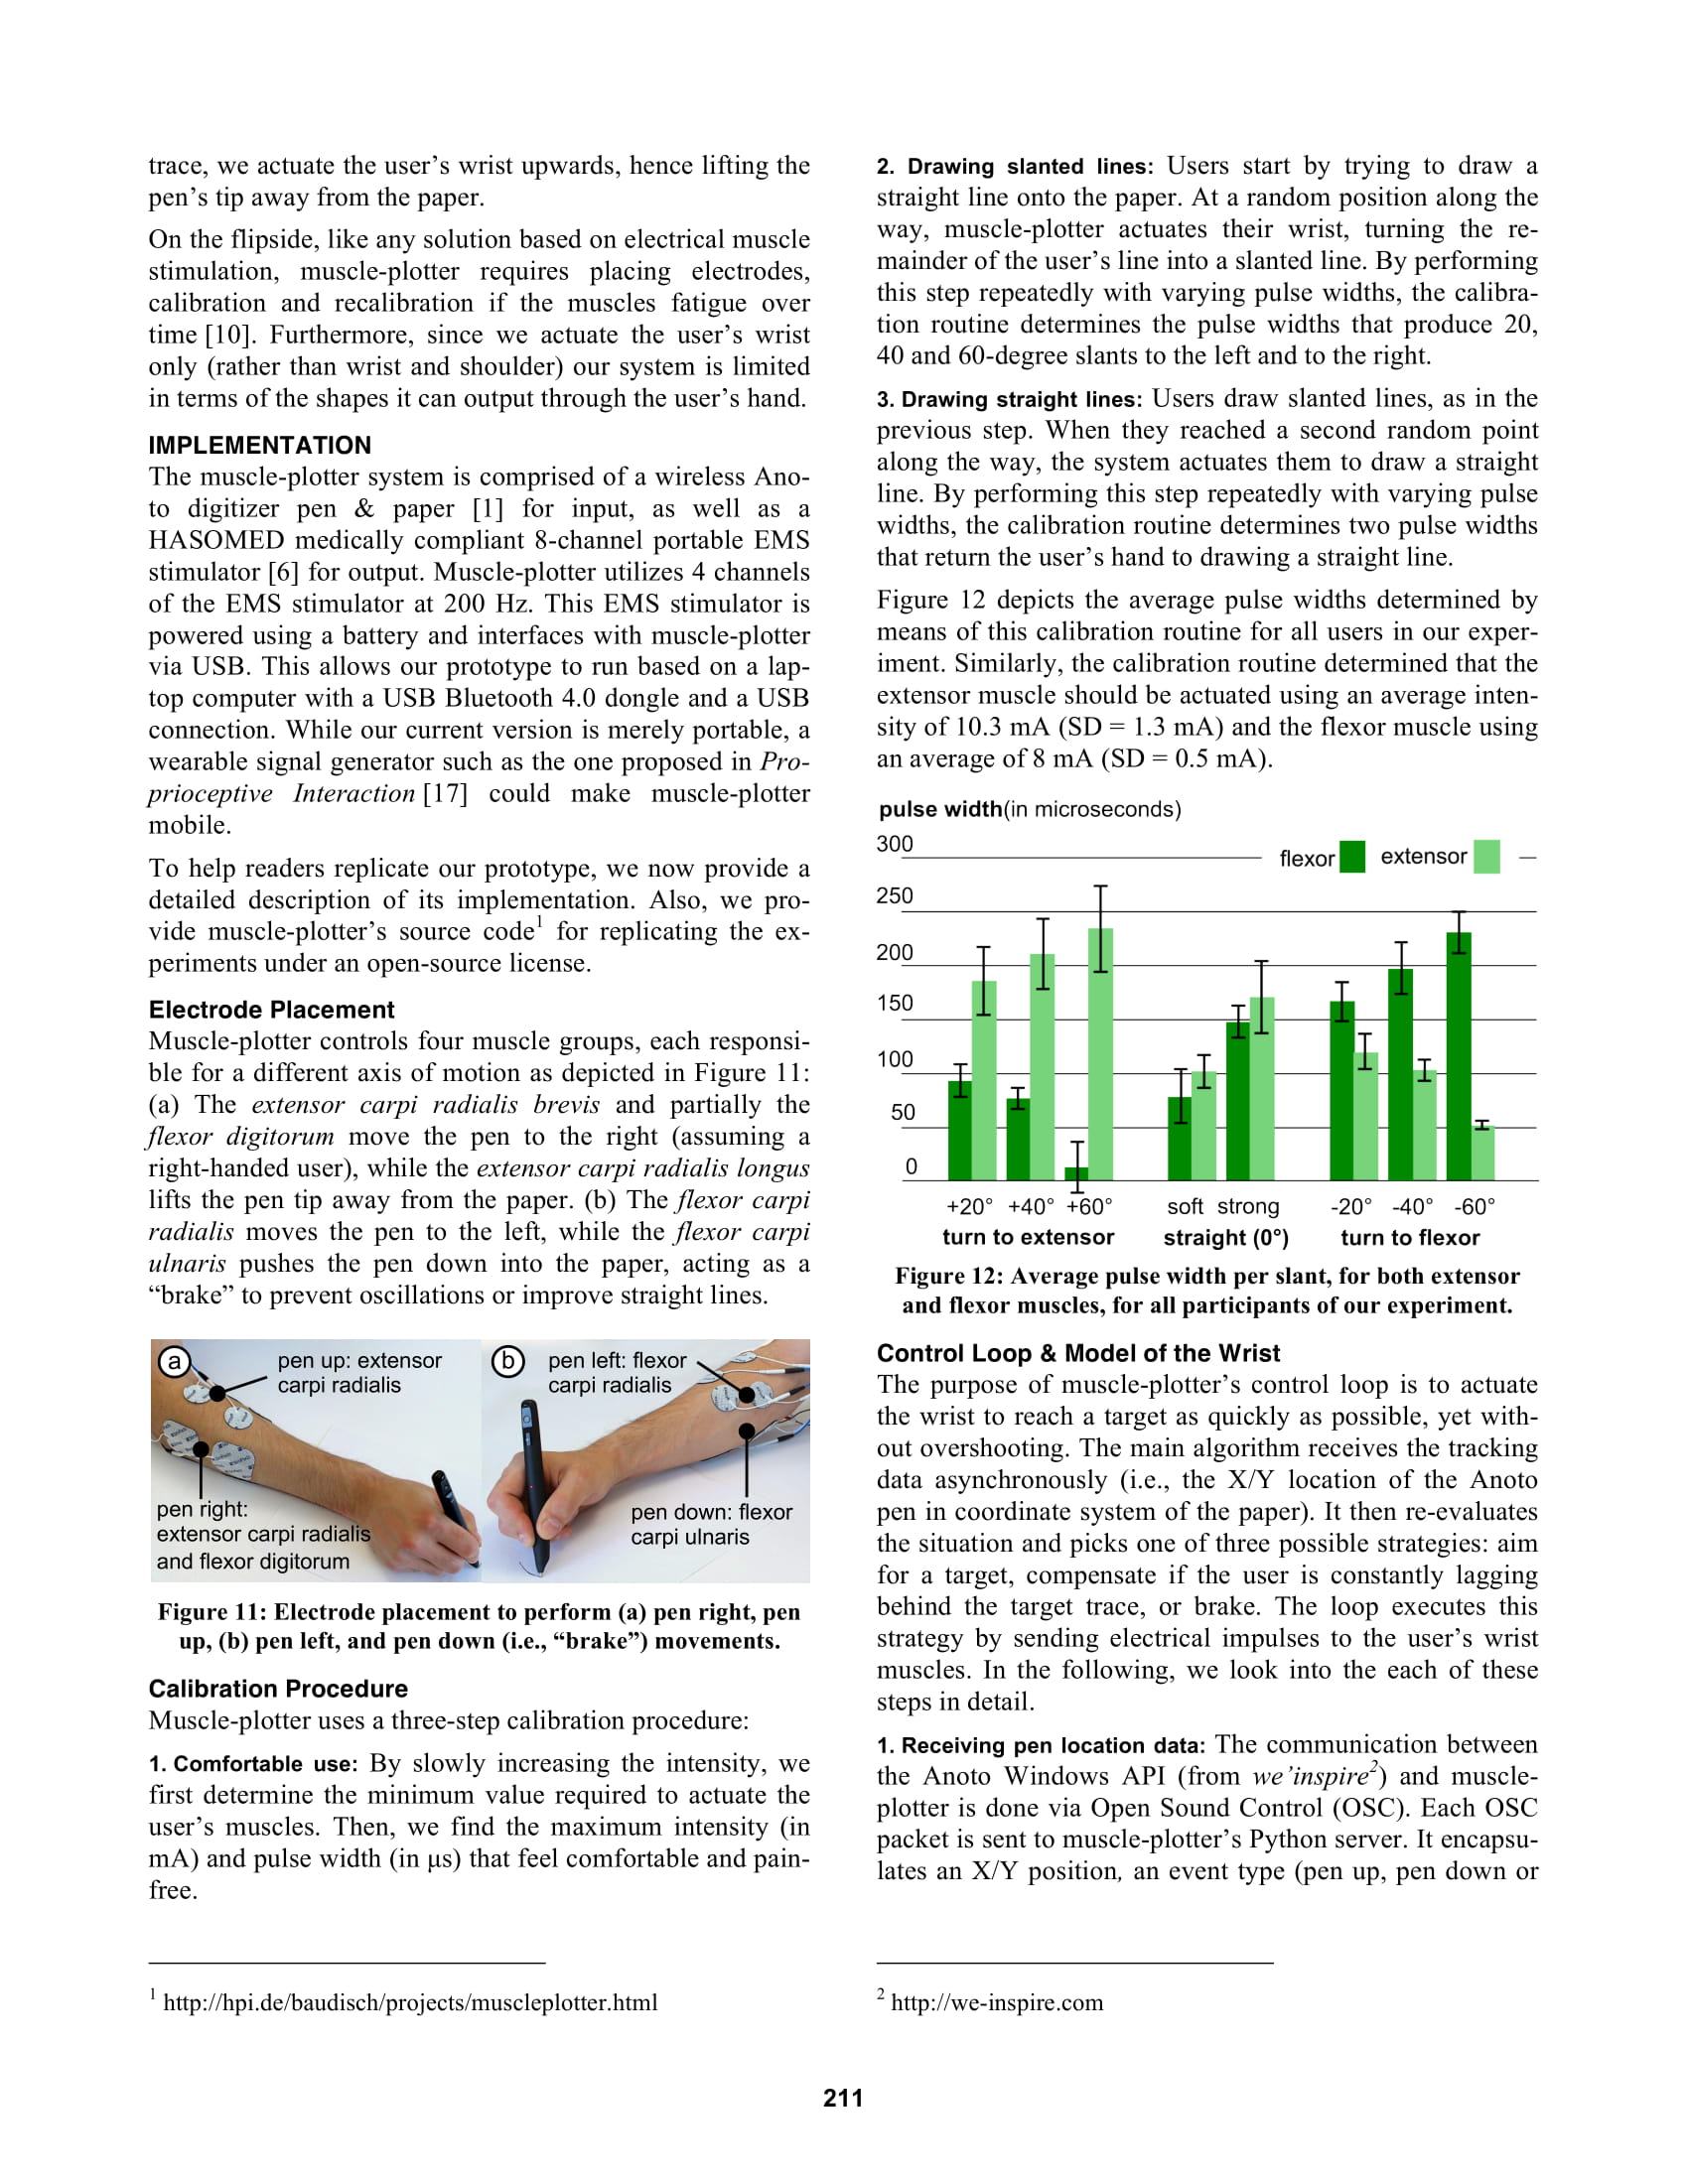 trace, we actuate the user's wrist upwards, hence lifting the
pen's tip away from the paper.
On the flipside, like any solution based on electrical muscle
stimulation, muscle-plotter requires placing electrodes,
calibration and recalibration if the muscles fatigue over
time [10]. Furthermore, since we actuate the user's wrist
only (rather than wrist and shoulder) our system is limited
in terms of the shapes it can output through the user's hand.
IMPLEMENTATION
The muscle-plotter system is comprised of a wireless Ano-
to digitizer pen & paper [1] for input, as well as a
HASOMED medically compliant 8-channel portable EMS
stimulator [6] for output. Muscle-plotter utilizes 4 channels
of the EMS stimulator at 200 Hz. This EMS stimulator is
powered using a battery and interfaces with muscle-plotter
via USB. This allows our prototype to run based on a lap-
top computer with a USB Bluetooth 4.0 dongle and a USB
connection. While our current version is merely portable, a
wearable signal generator such as the one proposed in Pro-
prioceptive Interaction [17] could make muscle-plotter
mobile.
To help readers replicate our prototype, we now provide a
detailed description of its implementation. Also, we pro-
vide muscle-plotter's source code1 for replicating the ex-
periments under an open-source license.
Electrode Placement
Muscle-plotter controls four muscle groups, each responsi-
ble for a different axis of motion as depicted in Figure 11:
(a) The extensor carpi radialis brevis and partially the
flexor digitorum move the pen to the right (assuming a
right-handed user), while the extensor carpi radialis longus
lifts the pen tip away from the paper. (b) The flexor carpi
radialis moves the pen to the left, while the flexor carpi
ulnaris pushes the pen down into the paper, acting as a
"brake" to prevent oscillations or improve straight lines.
a
pen up: extensor
carpi radialis
pen right:
extensor carpi radialis
and flexor digitorum
b
pen left: flexor
carpi radialis
pen down: flexor
carpi ulnaris
Figure 11: Electrode placement to perform (a) pen right, pen
up, (b) pen left, and pen down (i.e., "brake") movements.
Calibration Procedure
Muscle-plotter uses a three-step calibration procedure:
1. Comfortable use: By slowly increasing the intensity, we
first determine the minimum value required to actuate the
user's muscles. Then, we find the maximum intensity (in
mA) and pulse width (in μs) that feel comfortable and pain-
free.
1 http://hpi.de/baudisch/projects/muscleplotter.html
2. Drawing slanted lines: Users start by trying to draw a
straight line onto the paper. At a random position along the
way, muscle-plotter actuates their wrist, turning the re-
mainder of the user's line into a slanted line. By performing
this step repeatedly with varying pulse widths, the calibra-
tion routine determines the pulse widths that produce 20,
40 and 60-degree slants to the left and to the right.
3. Drawing straight lines: Users draw slanted lines, as in the
previous step. When they reached a second random point
along the way, the system actuates them to draw a straight
line. By performing this step repeatedly with varying pulse
widths, the calibration routine determines two pulse widths
that return the user's hand to drawing a straight line.
Figure 12 depicts the average pulse widths determined by
means of this calibration routine for all users in our exper-
iment. Similarly, the calibration routine determined that the
extensor muscle should be actuated using an average inten-
sity of 10.3 mA (SD = 1.3 mA) and the flexor muscle using
an average of 8 mA (SD = 0.5 mA).
pulse width(in microseconds)
300
flexor extensor
250
200
150
100
50
0
+20° +40° +60° soft strong -20° -40° -60°
turn to extensor straight (0°) turn to flexor
Figure 12: Average pulse width per slant, for both extensor
and flexor muscles, for all participants of our experiment.
Control Loop & Model of the Wrist
The purpose of muscle-plotter's control loop is to actuate
the wrist to reach a target as quickly as possible, yet with-
out overshooting. The main algorithm receives the tracking
data asynchronously (i.e., the X/Y location of the Anoto
pen in coordinate system of the paper). It then re-evaluates
the situation and picks one of three possible strategies: aim
for a target, compensate if the user is constantly lagging
behind the target trace, or brake. The loop executes this
strategy by sending electrical impulses to the user's wrist
muscles. In the following, we look into the each of these
steps in detail.
1. Receiving pen location data: The communication between
the Anoto Windows API (from we'inspire2) and muscle-
plotter is done via Open Sound Control (OSC). Each OSC
packet is sent to muscle-plotter's Python server. It encapsu-
lates an X/Y position, an event type (pen up, pen down or
2 http://we-inspire.com
211